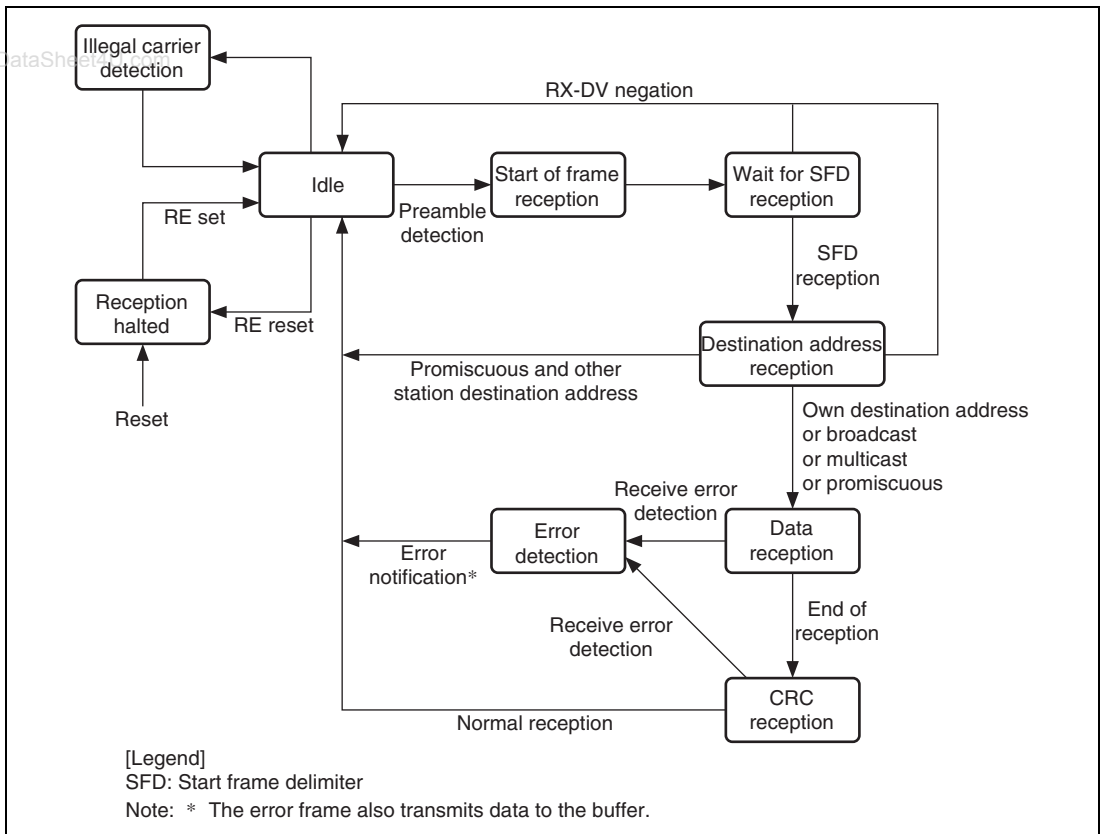 Illegal carrier
detection
DataSheet4U.com
RX-DV negation
Idle
Start of frame
reception
Wait for SFD
reception
Preamble
detection
RE set
SFD
reception
Reception
halted
RE reset
Reset
Destination address
reception
Promiscuous and other
station destination address
Own destination address
or broadcast
or multicast
or promiscuous
Receive error
detection
Error
detection
Data
reception
Error
notification*
End of
reception
Receive error
detection
CRC
reception
Normal reception
[Legend]
SFD: Start frame delimiter
Note: * The error frame also transmits data to the buffer.